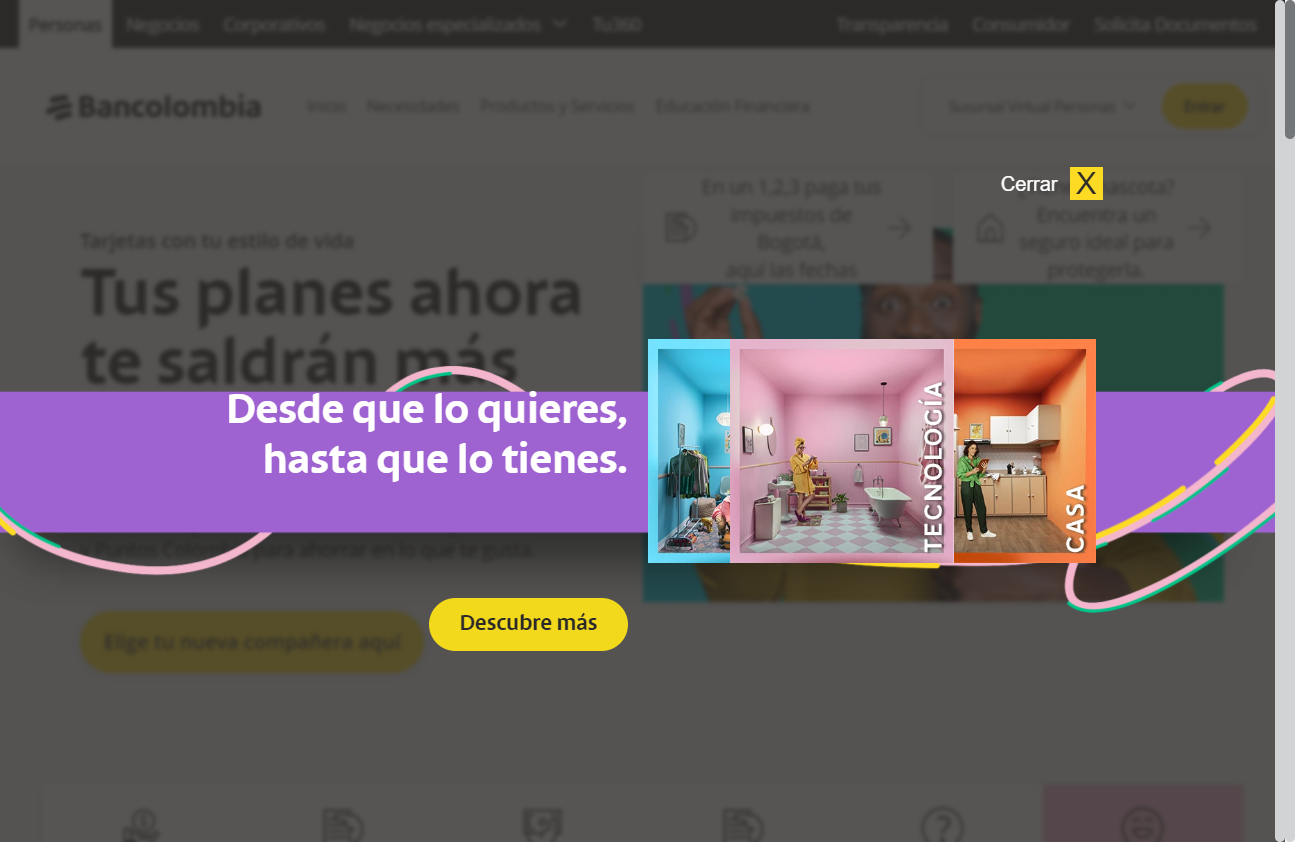 Personas Negocios Corporativos Negocios especializados Tu360 Transparencia Consumidor Solicita Documentos
Bancolombia Inicio Necesidades Productos y Servicios Educación Financiera Sucursal Virtual Personas Entrar
Cerrar X
En un 1,2,3 paga tus
impuestos de
Bogotá,
aquí las fechas
mascota?
Encuentra un
seguro ideal para
protegerla.
Tarjetas con tu estilo de vida
Tus planes ahora
te saldrán más
Desde que lo quieres,
hasta que lo tienes.
TECNOLOGÍA
CASA
Puntos Colombia para ahorrar en lo que te gusta.
Descubre más
Elige tu nueva compañera aquí